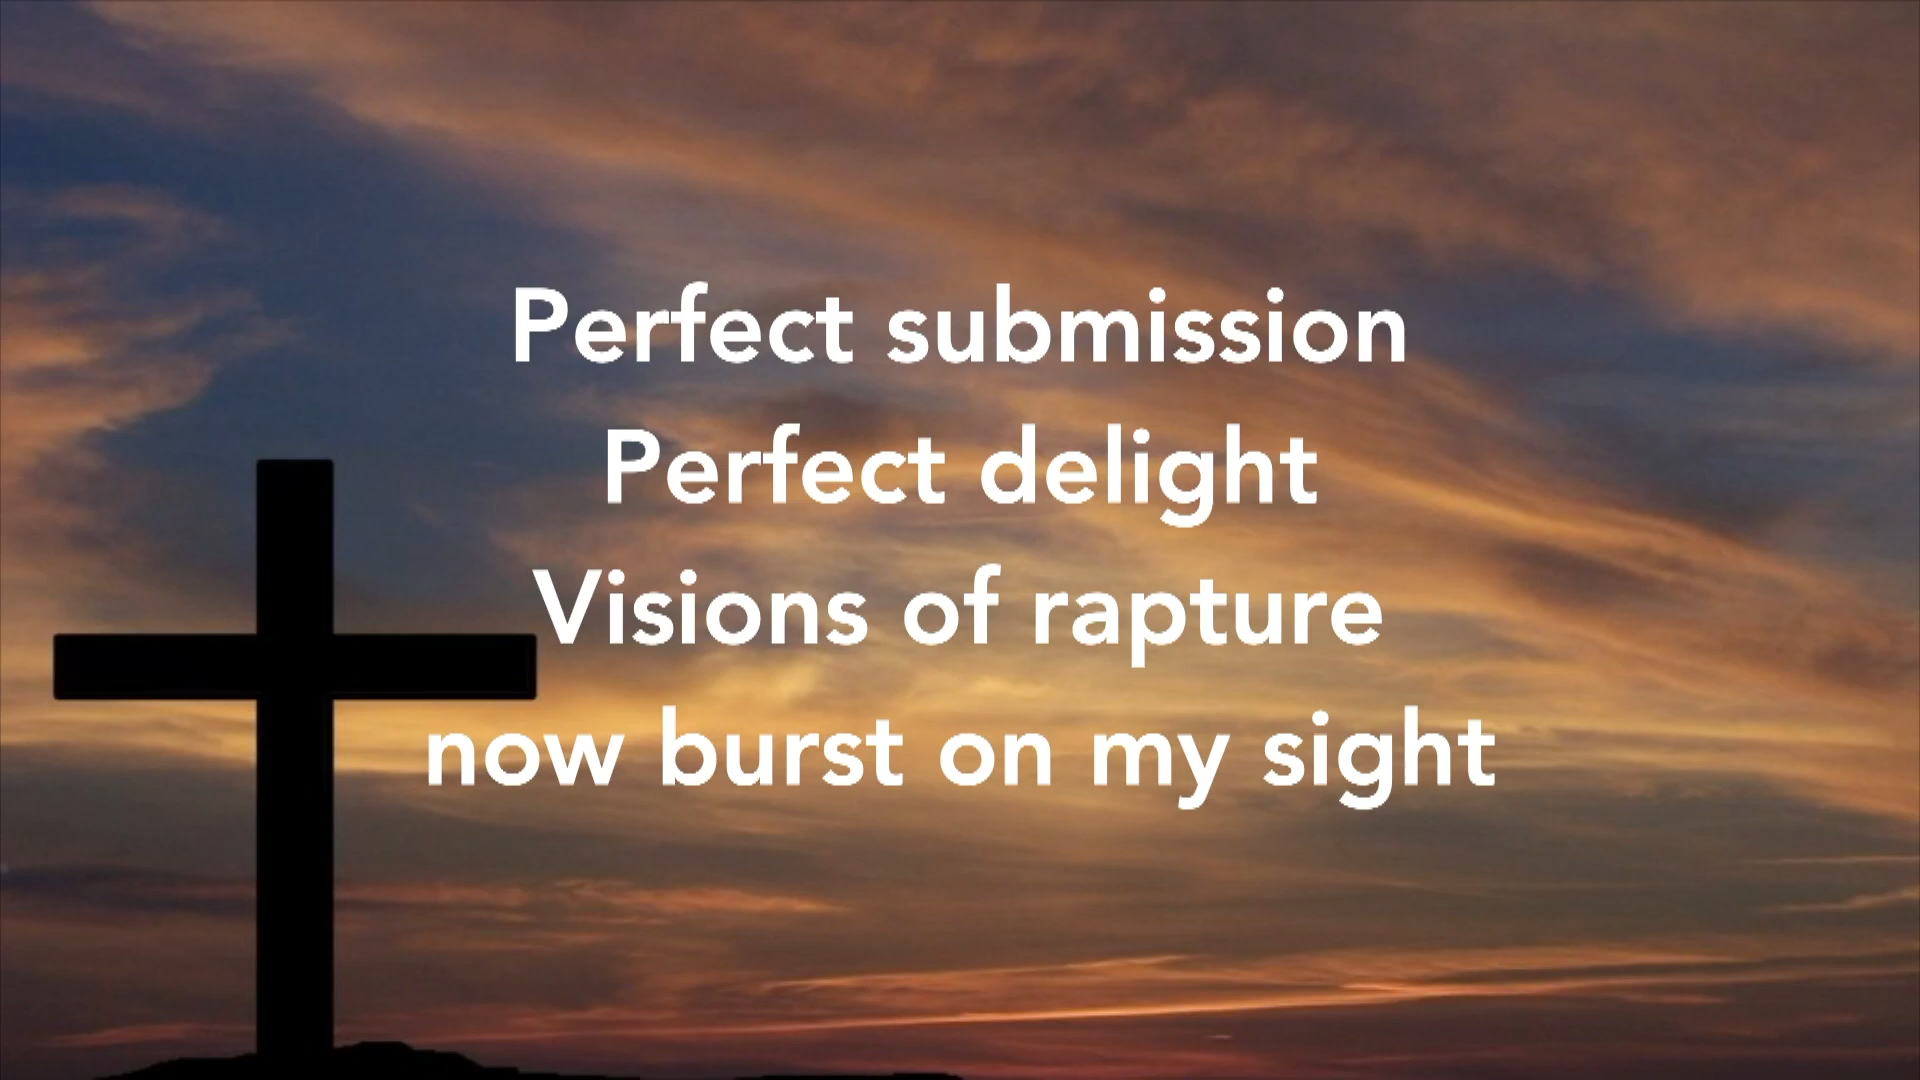 Perfect submission
Perfect delight
Visions of rapture
now burst on my sight